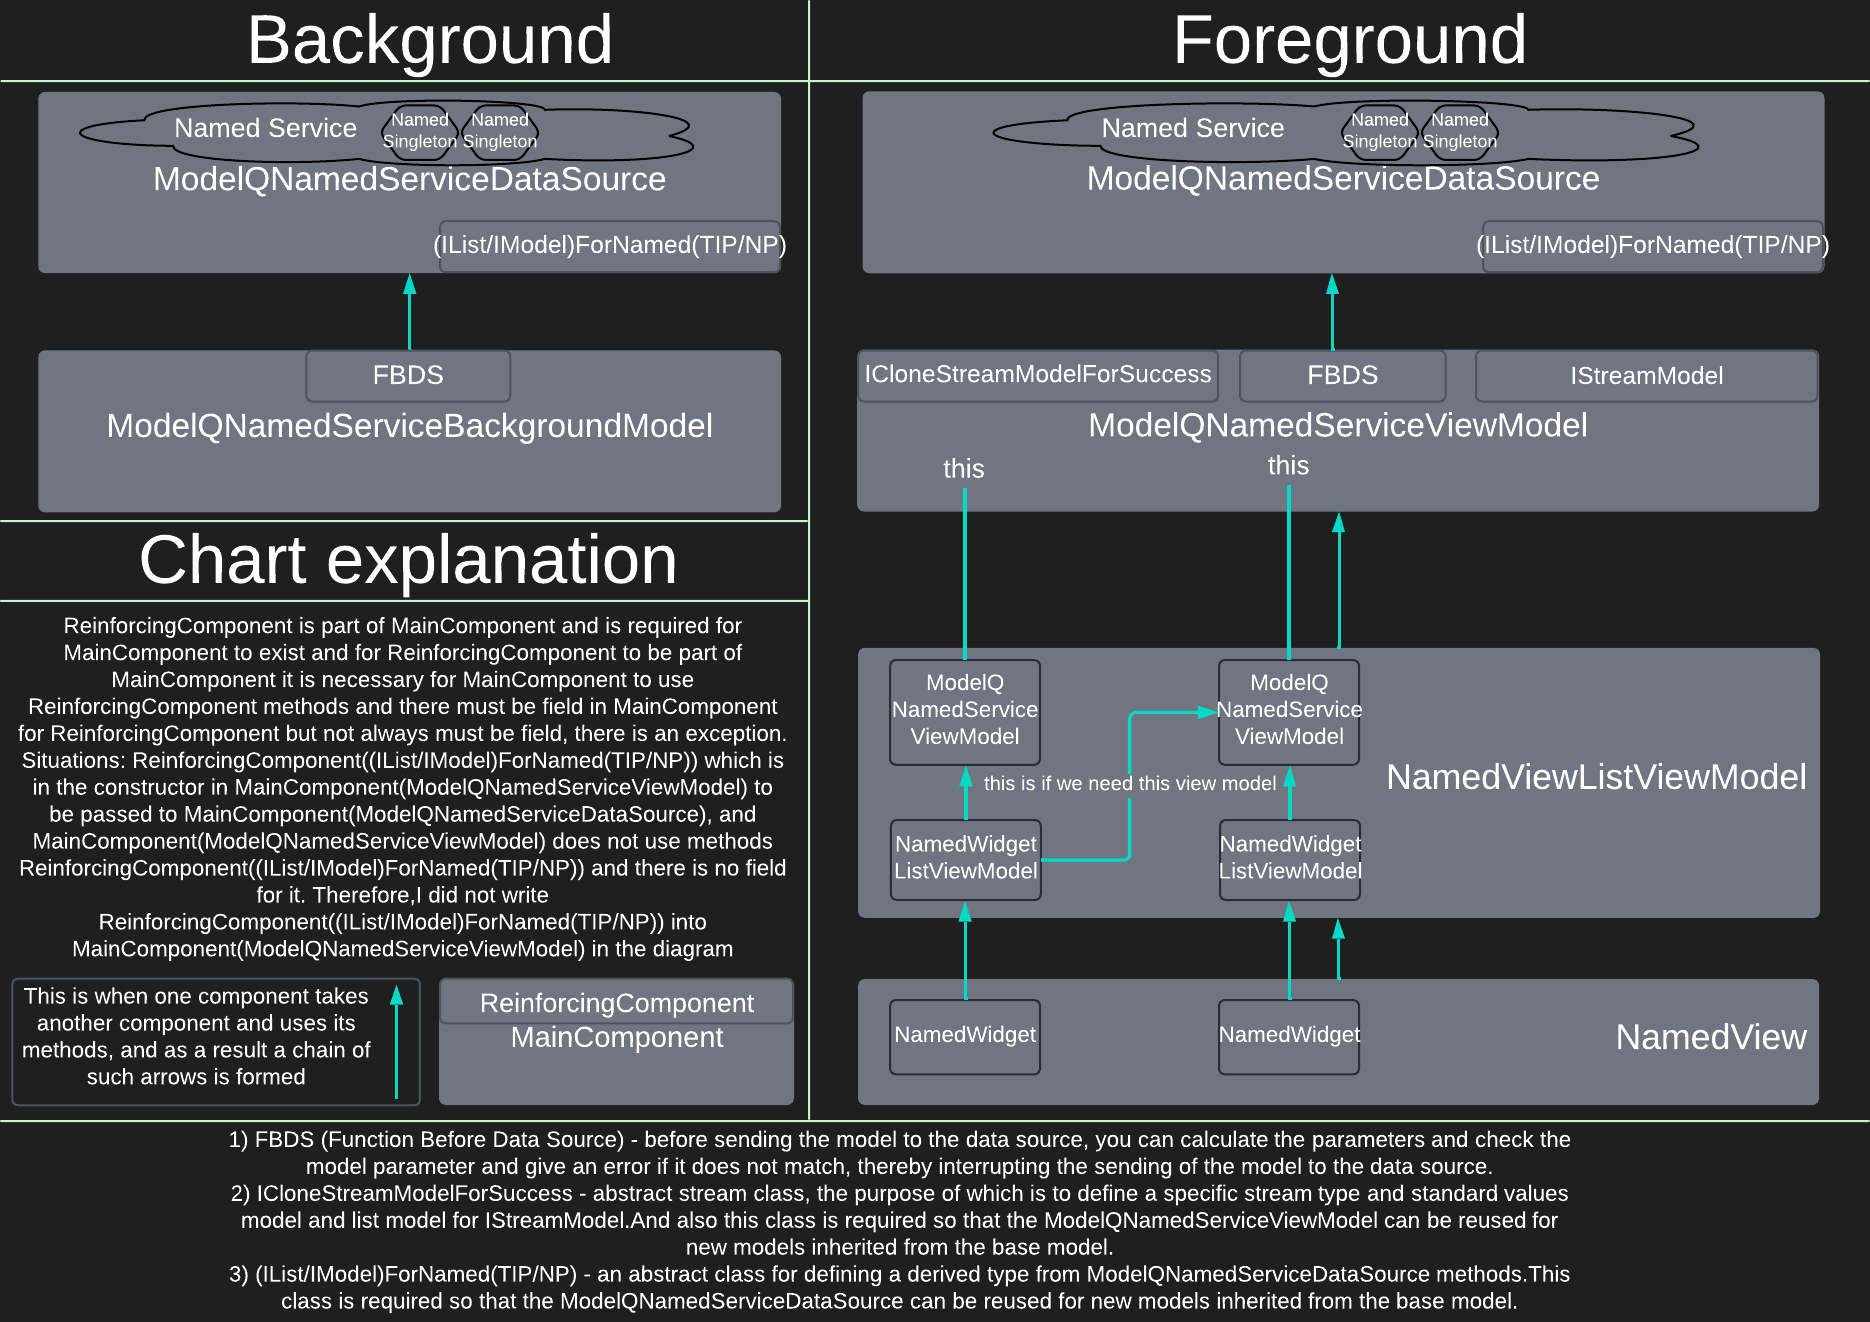 Background
Named Service
Named
Singleton
Named
Singleton
ModelQNamedServiceDataSource
(IList/IModel)ForNamed(TIP/NP)
FBDS
ModelQNamedServiceBackgroundModel
Chart explanation
ReinforcingComponent is part of MainComponent and is required for
MainComponent to exist and for ReinforcingComponent to be part of
MainComponent it is necessary for MainComponent to use
ReinforcingComponent methods and there must be field in MainComponent
for ReinforcingComponent but not always must be field, there is an exception.
Situations: ReinforcingComponent((IList/IModel)ForNamed(TIP/NP)) which is
in the constructor in MainComponent(ModelQNamedServiceViewModel) to
be passed to MainComponent(ModelQNamedServiceDataSource), and
MainComponent(ModelQNamedServiceViewModel) does not use methods
ReinforcingComponent((IList/IModel)ForNamed(TIP/NP)) and there is no field
for it. Therefore,I did not write
ReinforcingComponent((IList/IModel)ForNamed(TIP/NP)) into
MainComponent(ModelQNamedServiceViewModel) in the diagram
This is when one component takes
another component and uses its
methods, and as a result a chain of
such arrows is formed
ReinforcingComponent
MainComponent
Foreground
Named Service
Named
Singleton
Named
Singleton
ModelQNamedServiceDataSource
(IList/IModel)ForNamed(TIP/NP)
ICloneStreamModelForSuccess
FBDS
IStreamModel
ModelQNamedServiceViewModel
this
this
ModelQ
NamedService
ViewModel
ModelQ
NamedService
ViewModel
this is if we need this view model
NamedViewListViewModel
NamedWidget
ListViewModel
NamedWidget
ListViewModel
NamedWidget
NamedWidget
NamedView
1) FBDS (Function Before Data Source) - before sending the model to the data source, you can calculate the parameters and check the
model parameter and give an error if it does not match, thereby interrupting the sending of the model to the data source.
2) ICloneStreamModelForSuccess - abstract stream class, the purpose of which is to define a specific stream type and standard values
model and list model for IStreamModel.And also this class is required so that the ModelQNamedServiceViewModel can be reused for
new models inherited from the base model.
3) (IList/IModel)ForNamed(TIP/NP) - an abstract class for defining a derived type from ModelQNamedServiceDataSource methods.This
class is required so that the ModelQNamedServiceDataSource can be reused for new models inherited from the base model.